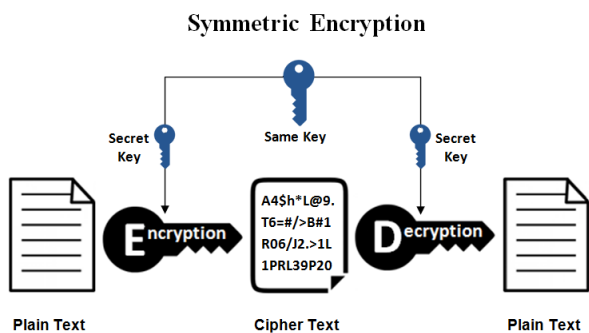 Symmetric Encryption
Secret
Key
Same Key
Secret
Key
A4$h*L@9.
T6=#/>B#1
R06/J2.>1L
1PRL39P20
Encryption
Decryption
Plain Text
Cipher Text
Plain Text